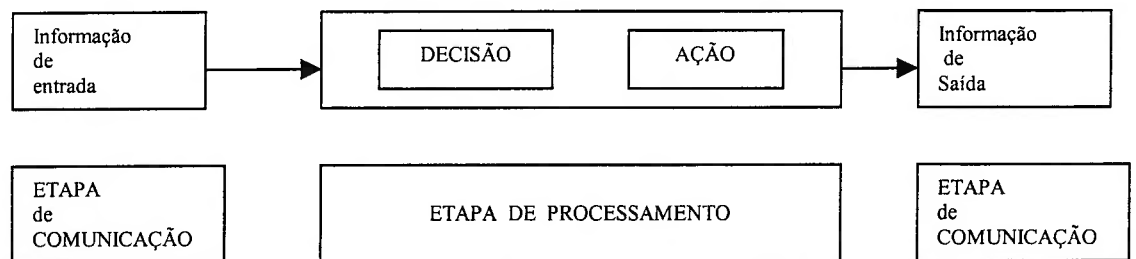 Informação
de
entrada
DECISÃO
AÇÃO
Informação
de
Saída
ETAPA
de
COMUNICAÇÃO
ETAPA DE PROCESSAMENTO
ETAPA
de
COMUNICAÇÃO